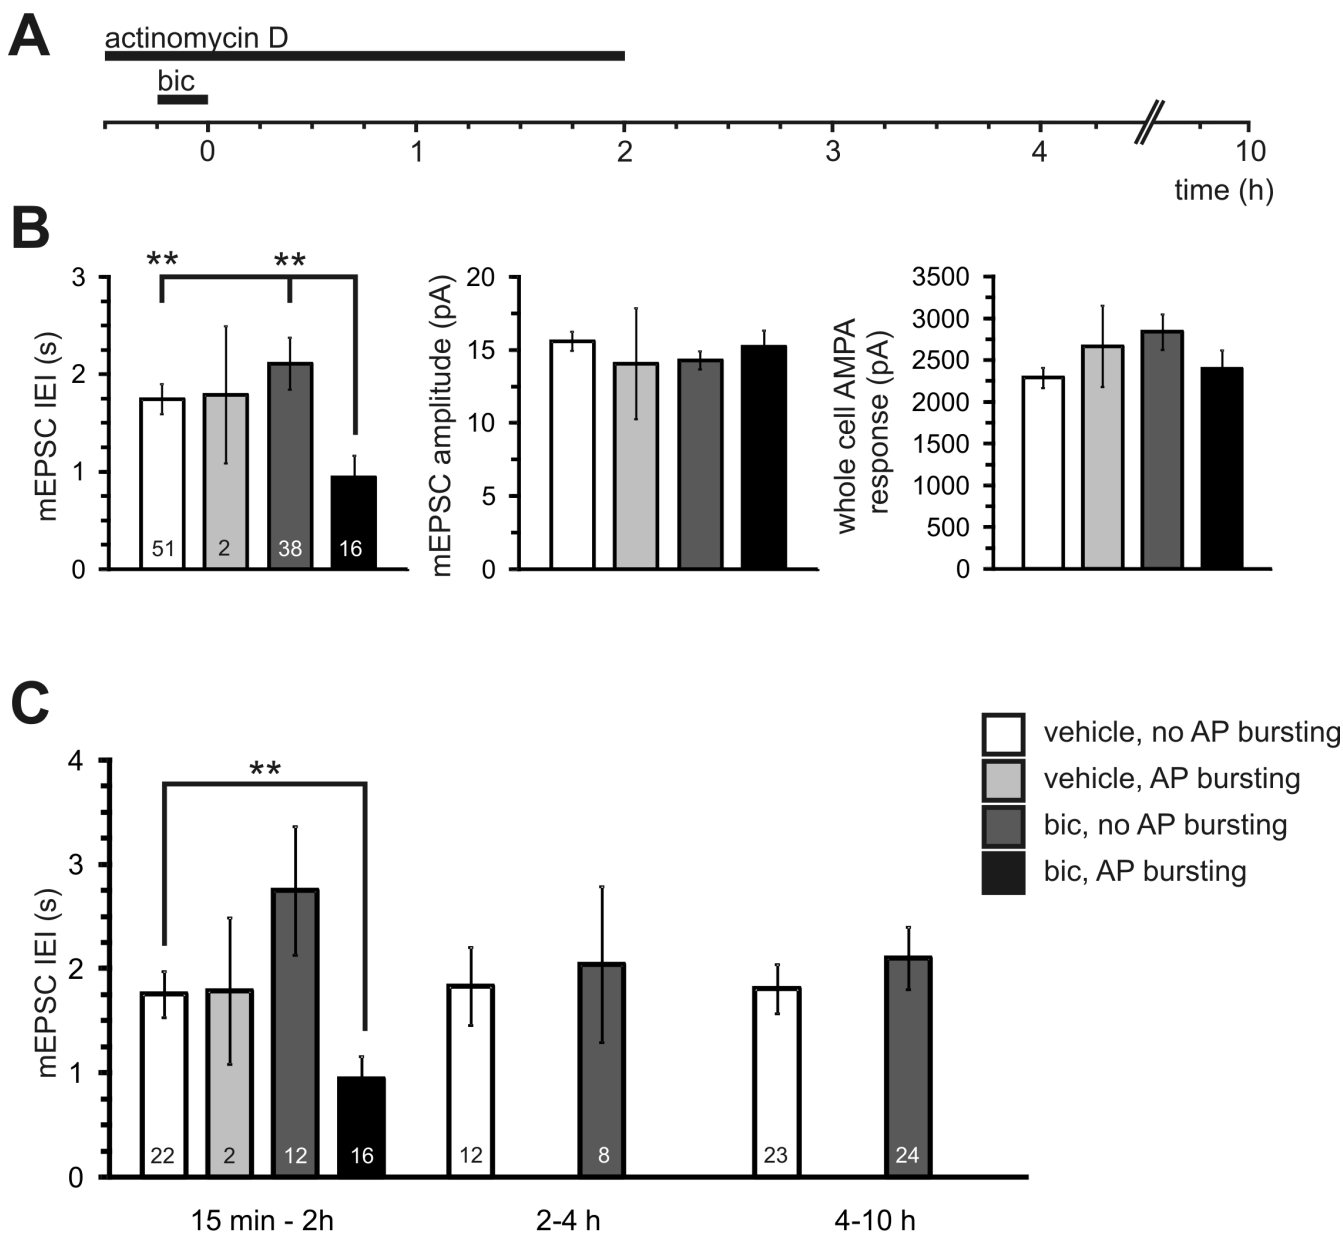 A
actinomycin D
bic
0 1 2 3 4 10
time (h)
B
** **
mEPSC IEI (s)
3
2
1
0
51 2 38 16
mEPSC amplitude (pA)
20
15
10
5
0
whole cell AMPA
response (pA)
3500
3000
2500
2000
1500
1000
500
0
C
**
mEPSC IEI (s)
4
3
2
1
0
22 2 12 16 12 8 23 24
15 min - 2h 2-4 h 4-10 h
vehicle, no AP bursting
vehicle, AP bursting
bic, no AP bursting
bic, AP bursting